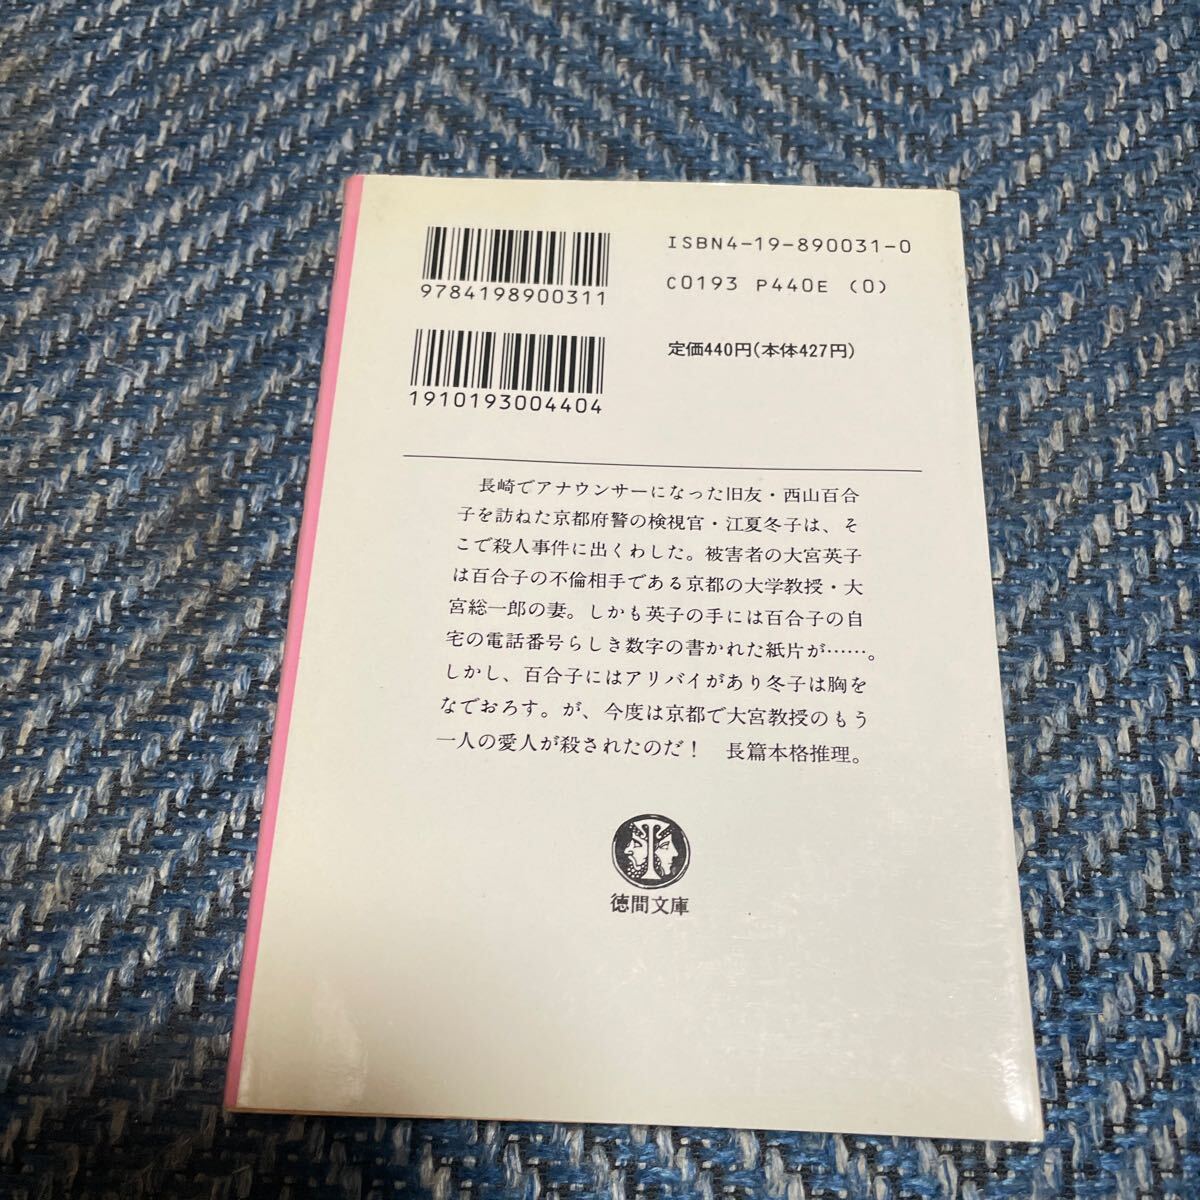 9784198900311
ISBN4-19-890031-0
C0193 P440E (0)
1910193004404
定価440円(本体427円)
長崎でアナウンサーになった旧友・西山百合
子を訪ねた京都府警の検視官・江夏冬子は、そ
こで殺人事件に出くわした。被害者の大宮英子
は百合子の不倫相手である京都の大学教授・大
宮総一郎の妻。しかも英子の手には百合子の自
宅の電話番号らしき数字の書かれた紙片が……。
しかし、百合子にはアリバイがあり冬子は胸を
なでおろす。が、今度は京都で大宮教授のもう
一人の愛人が殺されたのだ！　長篇本格推理。
徳間文庫